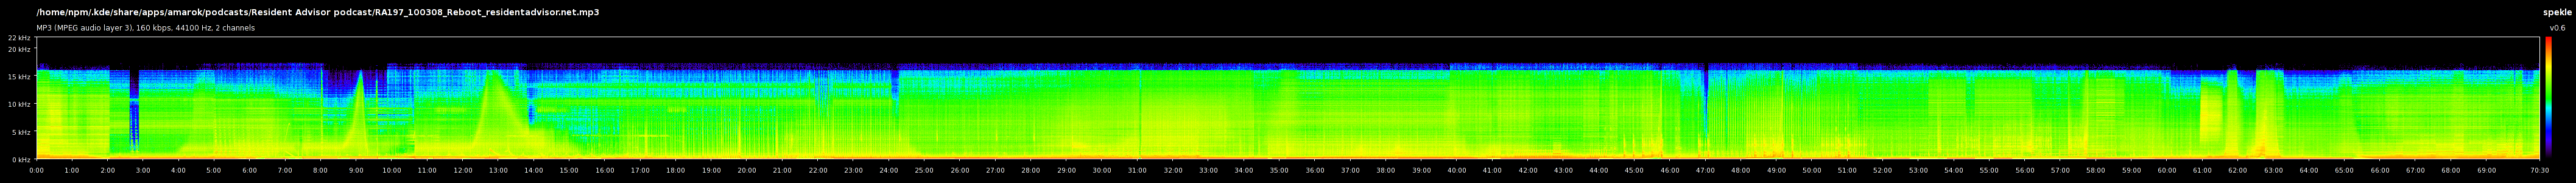 /home/npm/.kde/share/apps/amarok/podcasts/Resident Advisor podcast/RA197_100308_Reboot_residentadvisor.net.mp3 spekle
MP3 (MPEG audio layer 3), 160 kbps, 44100 Hz, 2 channels v0.6
22 kHz
20 kHz
15 kHz
10 kHz
5 kHz
0 kHz
0:00 1:00 2:00 3:00 4:00 5:00 6:00 7:00 8:00 9:00 10:00 11:00 12:00 13:00 14:00 15:00 16:00 17:00 18:00 19:00 20:00 21:00 22:00 23:00 24:00 25:00 26:00 27:00 28:00 29:00 30:00 31:00 32:00 33:00 34:00 35:00 36:00 37:00 38:00 39:00 40:00 41:00 42:00 43:00 44:00 45:00 46:00 47:00 48:00 49:00 50:00 51:00 52:00 53:00 54:00 55:00 56:00 57:00 58:00 59:00 60:00 61:00 62:00 63:00 64:00 65:00 66:00 67:00 68:00 69:00 70:30